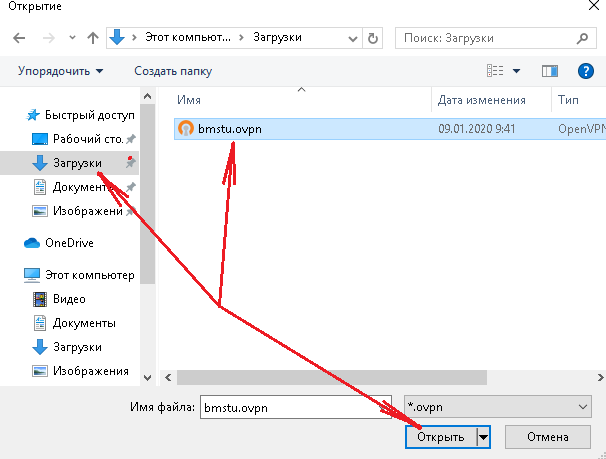 Открытие
Этот компьют... Загрузки
Поиск: Загрузки
Упорядочить
Создать папку
?
Имя
Дата изменения
Тип
Быстрый доступ
Рабочий сто.
Загрузки
Документы
Изображени
OneDrive
Этот компьютер
Видео
Документы
Загрузки
Изображения
bmstu.ovpn
09.01.2020 9:41
OpenVPN
Имя файла:
bmstu.ovpn
*.ovpn
Открыть
Отмена